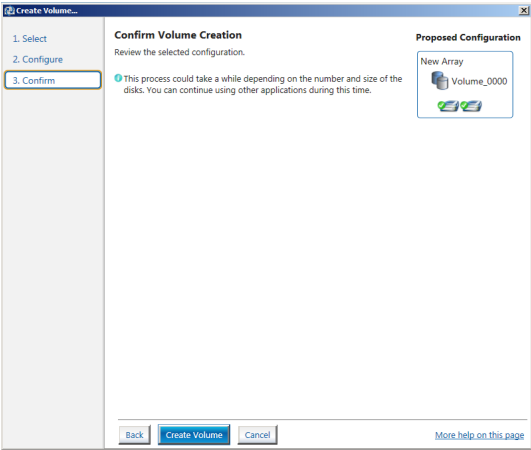 Create Volume...
1. Select
2. Configure
3. Confirm
Confirm Volume Creation
Review the selected configuration.
This process could take a while depending on the number and size of the
disks. You can continue using other applications during this time.
Proposed Configuration
New Array
Volume_0000
Back
Create Volume
Cancel
More help on this page